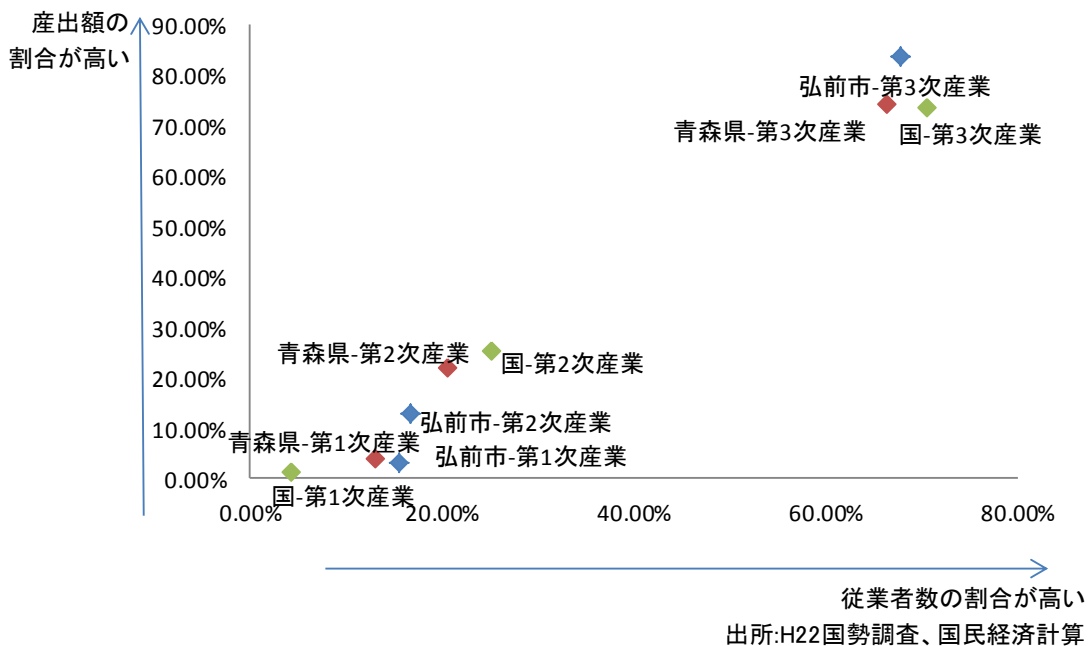 産出額の
割合が高い
90.00%
80.00%
70.00%
60.00%
50.00%
40.00%
30.00%
20.00%
10.00%
0.00%
弘前市-第3次産業
青森県-第3次産業
国-第3次産業
青森県-第2次産業
国-第2次産業
弘前市-第2次産業
青森県-第1次産業
弘前市-第1次産業
国-第1次産業
0.00%
20.00%
40.00%
60.00%
80.00%
従業者数の割合が高い
出所:H22国勢調査、国民経済計算